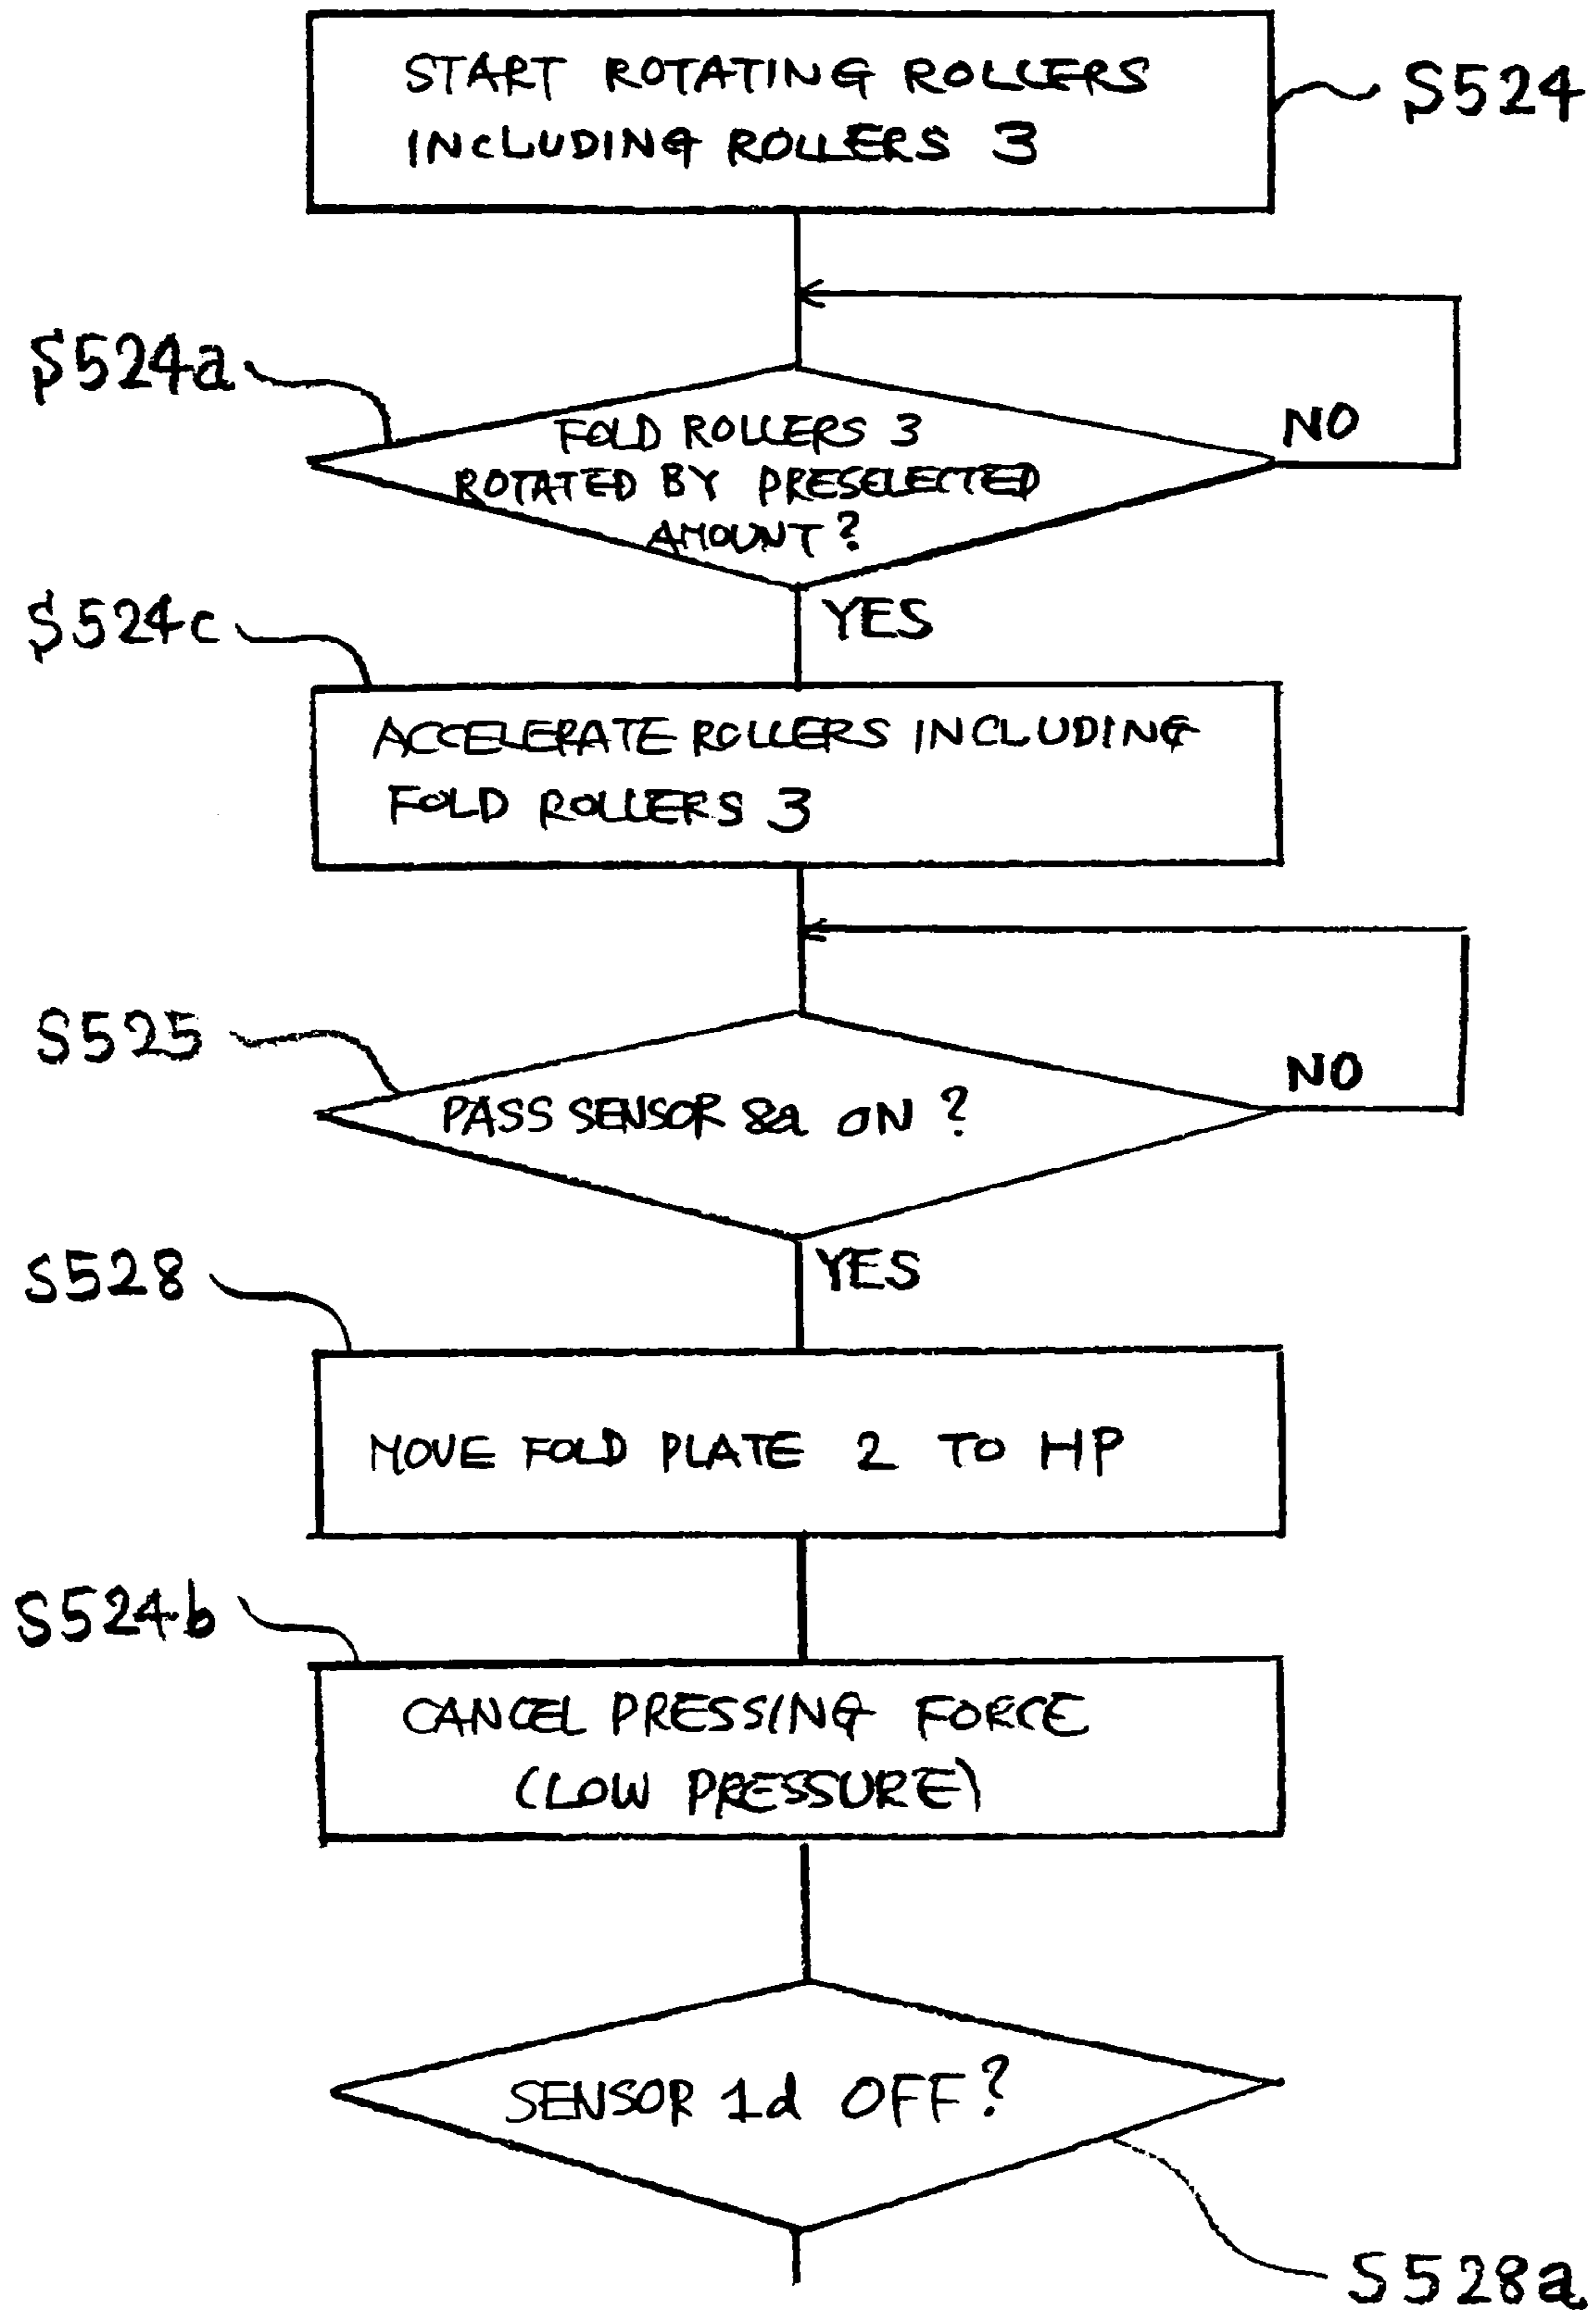 START ROTATING ROLLERS
INCLUDING ROLLERS 3
S524
S524a
FOLD ROLLERS 3
ROTATED BY PRESELECTED
AMOUNT?
NO
YES
S524c
ACCELERATE ROLLERS INCLUDING
FOLD ROLLERS 3
S525
PASS SENSOR 8a ON ?
NO
YES
S528
MOVE FOLD PLATE 2 TO HP
S524b
CANCEL PRESSING FORCE
(LOW PRESSURE)
SENSOR 1d OFF?
S528a